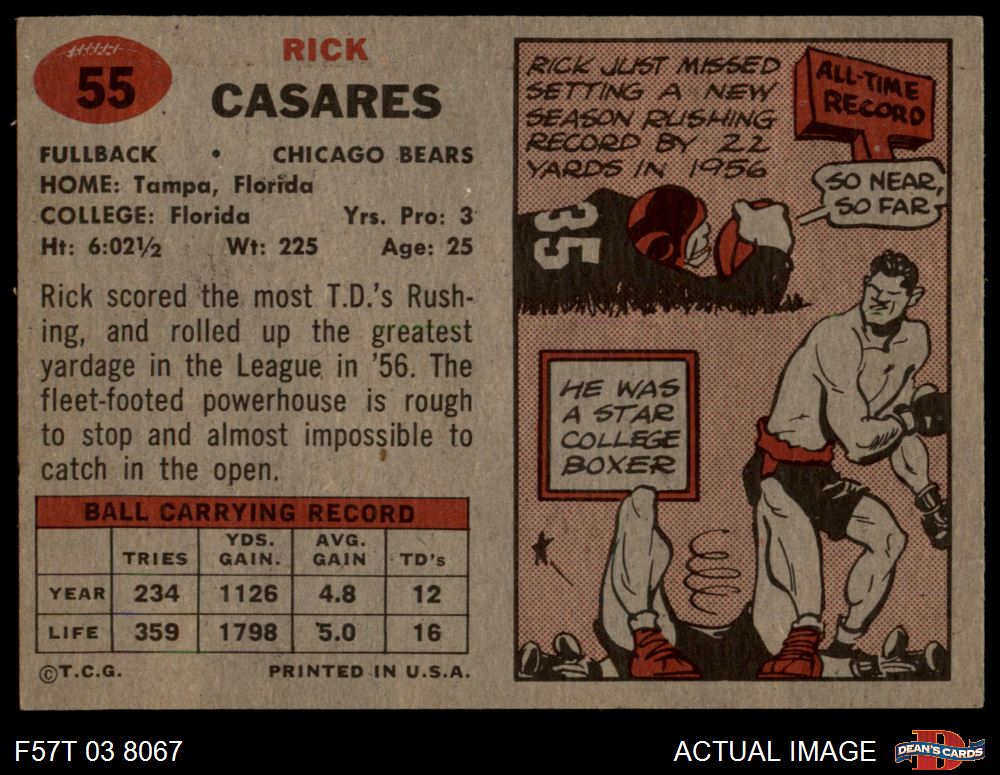 55
RICK
CASARES
FULLBACK • CHICAGO BEARS
HOME: Tampa, Florida
COLLEGE: Florida Yrs. Pro: 3
Ht: 6:02½ Wt: 225 Age: 25
Rick scored the most T.D.'s Rush-
ing, and rolled up the greatest
yardage in the League in '56. The
fleet-footed powerhouse is rough
to stop and almost impossible to
catch in the open.
BALL CARRYING RECORD
TRIES YDS. GAIN. AVG. GAIN TD's
YEAR 234 1126 4.8 12
LIFE 359 1798 5.0 16
©T.C.G. PRINTED IN U.S.A.
RICK JUST MISSED
SETTING A NEW
SEASON RUSHING
RECORD BY 22
YARDS IN 1956
ALL-TIME
RECORD
SO NEAR,
SO FAR
35
HE WAS
A STAR
COLLEGE
BOXER
F57T 03 8067
ACTUAL IMAGE
D
DEAN'S CARDS